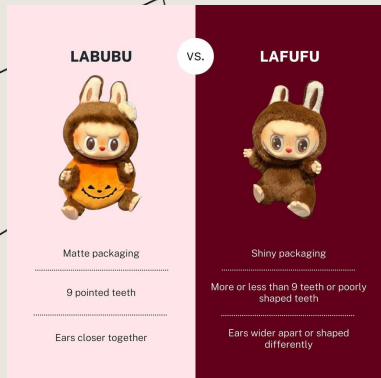 LABUBU
VS.
LAFUFU
Matte packaging
9 pointed teeth
Ears closer together
Shiny packaging
More or less than 9 teeth or poorly
shaped teeth
Ears wider apart or shaped
differently